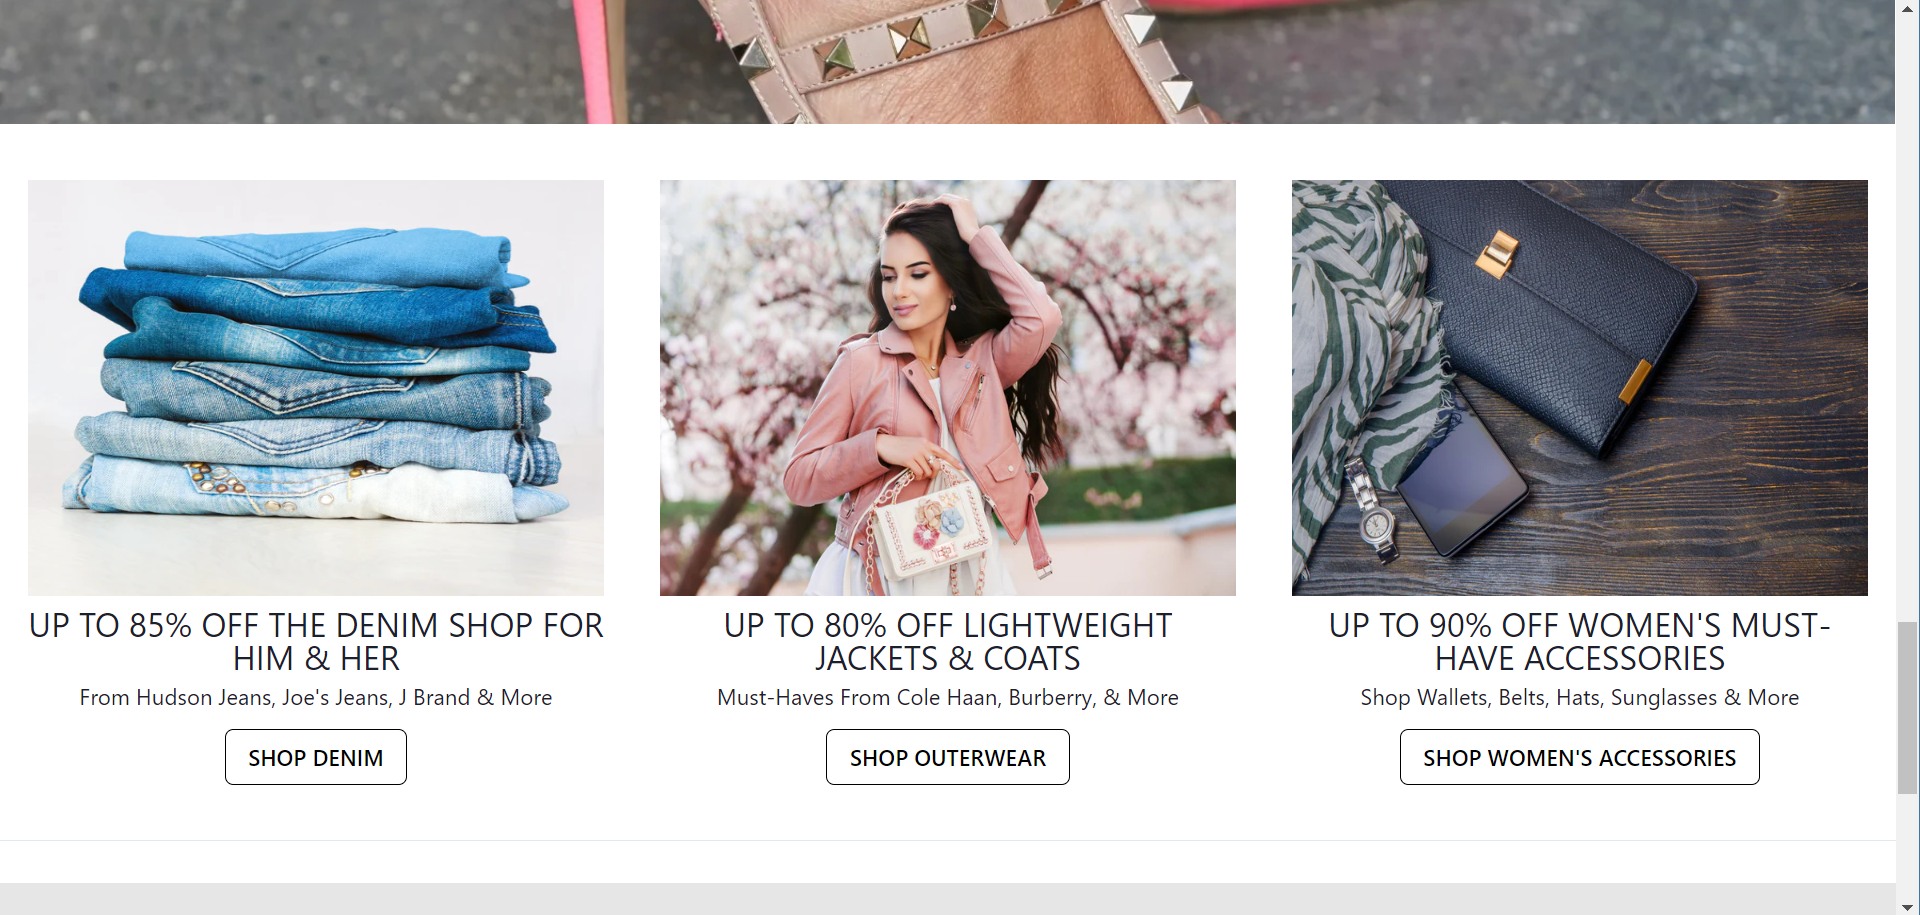 UP TO 85% OFF THE DENIM SHOP FOR
HIM & HER
From Hudson Jeans, Joe's Jeans, J Brand & More
SHOP DENIM
UP TO 80% OFF LIGHTWEIGHT
JACKETS & COATS
Must-Haves From Cole Haan, Burberry, & More
SHOP OUTERWEAR
UP TO 90% OFF WOMEN'S MUST-
HAVE ACCESSORIES
Shop Wallets, Belts, Hats, Sunglasses & More
SHOP WOMEN'S ACCESSORIES